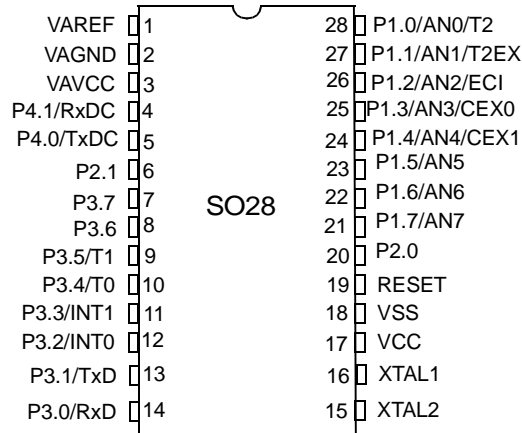 VAREF 1 28 P1.0/AN0/T2
VAGND 2 27 P1.1/AN1/T2EX
VAVCC 3 26 P1.2/AN2/ECI
P4.1/RxDC 4 25 P1.3/AN3/CEX0
P4.0/TxDC 5 24 P1.4/AN4/CEX1
P2.1 6 23 P1.5/AN5
P3.7 7 22 P1.6/AN6
SO28
P3.6 8 21 P1.7/AN7
P3.5/T1 9 20 P2.0
P3.4/T0 10 19 RESET
P3.3/INT1 11 18 VSS
P3.2/INT0 12 17 VCC
P3.1/TxD 13 16 XTAL1
P3.0/RxD 14 15 XTAL2